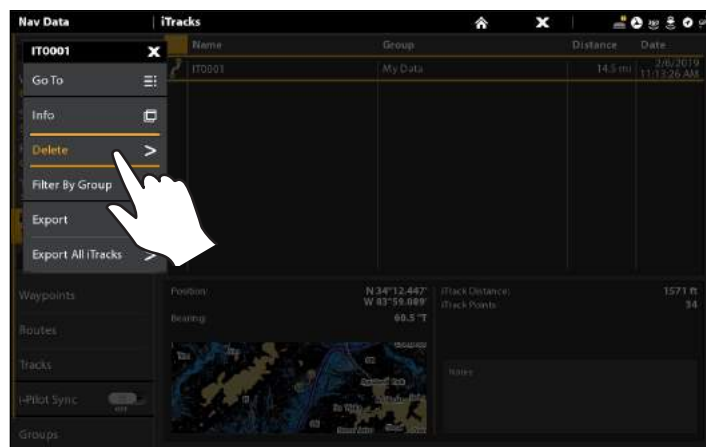 Nav Data iTracks
Name Group Distance Date
IT0001
IT0001 My Data 14.5 mi 2/6/2019
11:13:26 AM
Go To
Info
Delete
Filter By Group
Export
Export All iTracks
Waypoints
Routes
Tracks
i-Pilot Sync OFF
Groups
Position: N 34°12.447'
W 83°59.089'
Bearing: 60.5 °T
iTrack Distance: 1571 ft
iTrack Points: 34
Notes